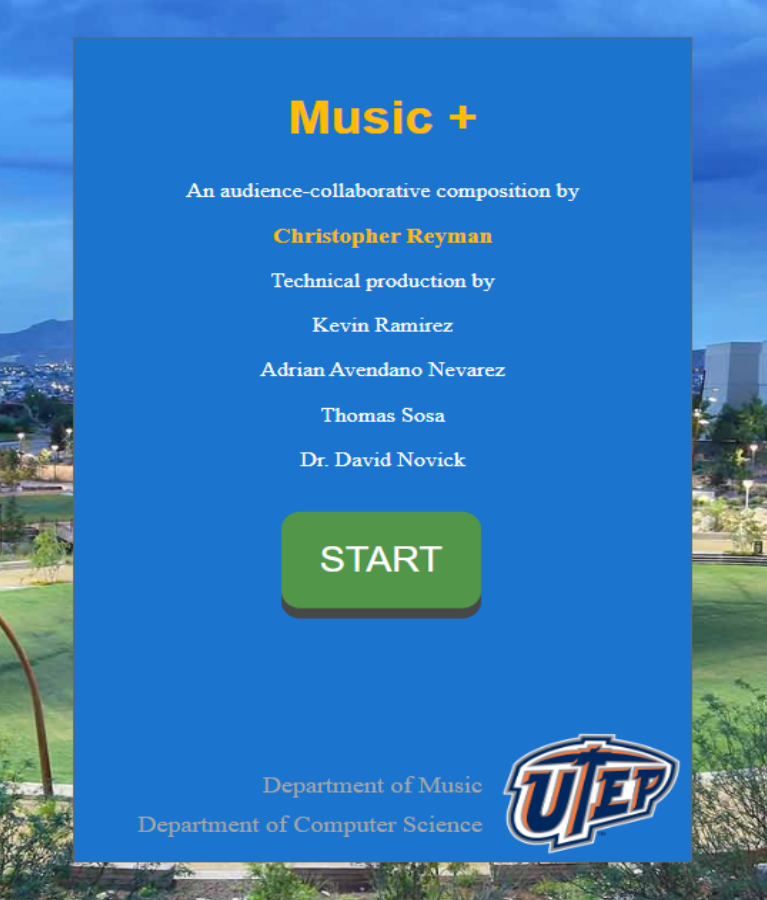 Music +
An audience-collaborative composition by
Christopher Reyman
Technical production by
Kevin Ramirez
Adrian Avendano Nevarez
Thomas Sosa
Dr. David Novick
START
Department of Music
Department of Computer Science
UTEP